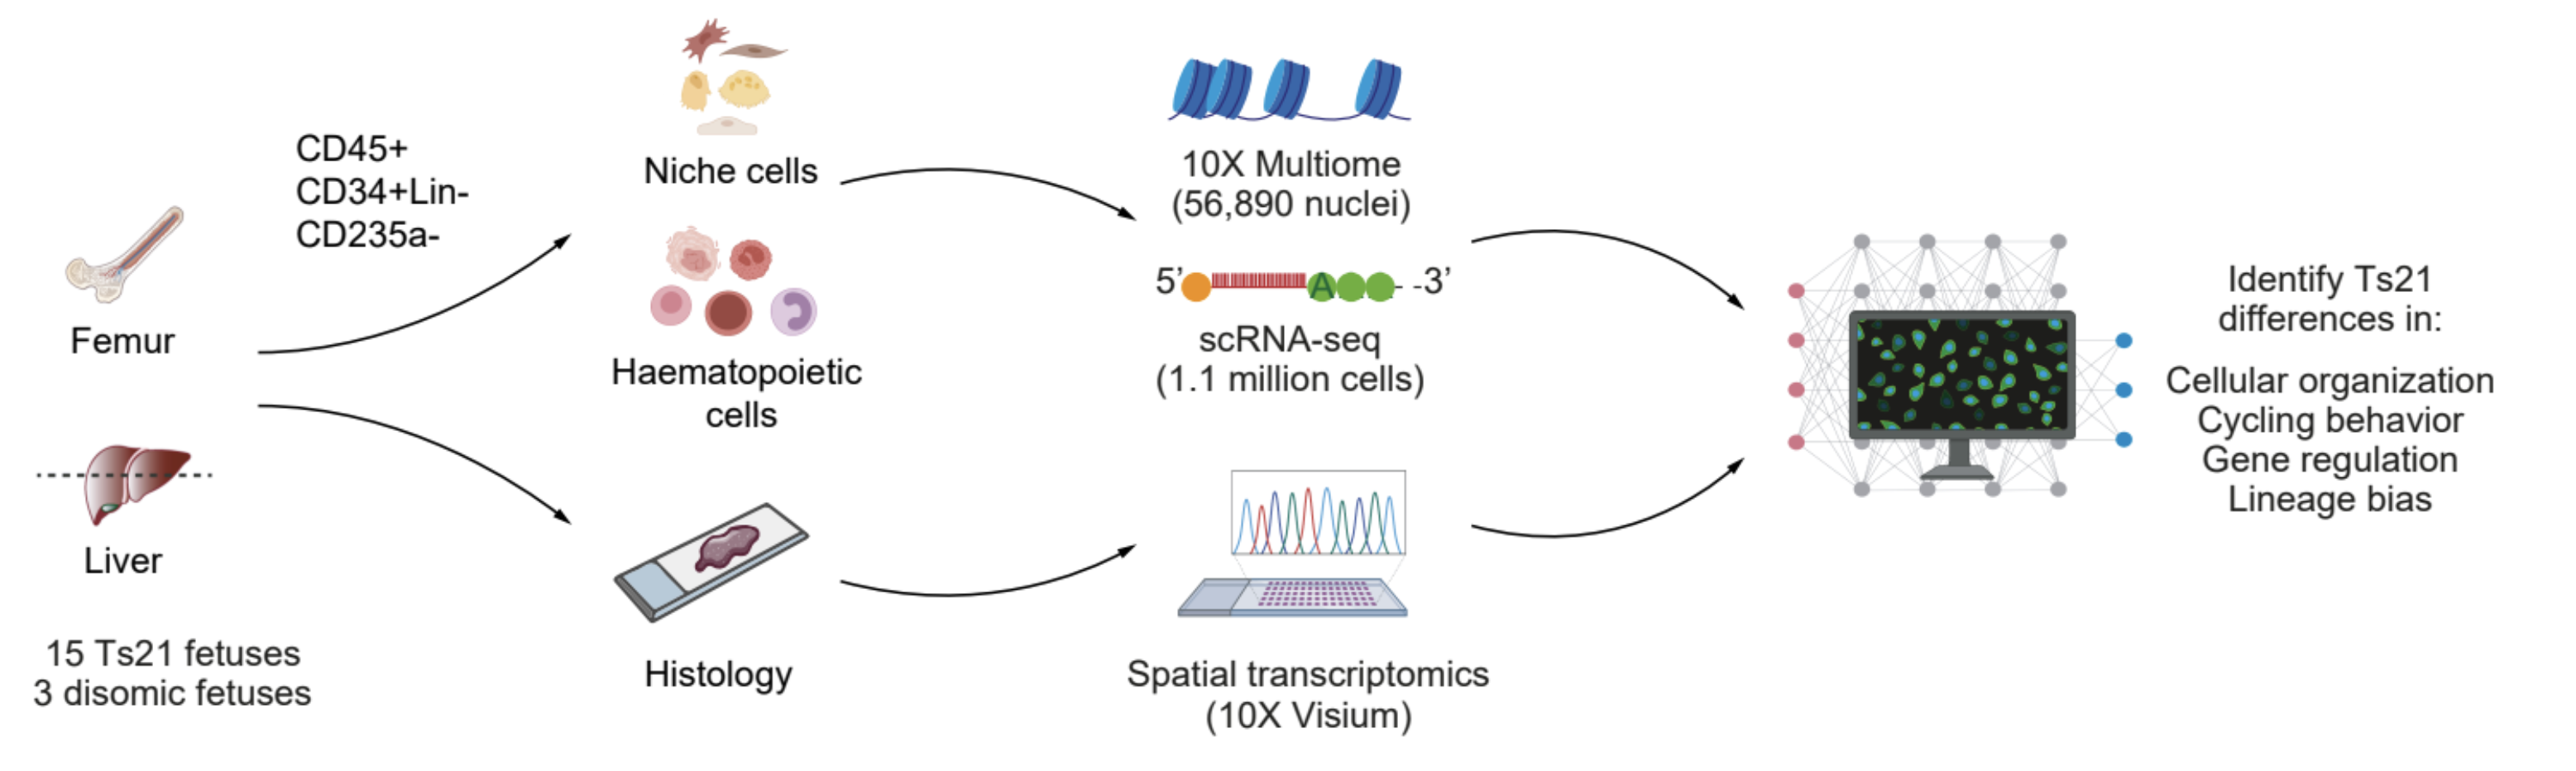 CD45+
CD34+Lin-
CD235a-
Femur
Liver
15 Ts21 fetuses
3 disomic fetuses
Niche cells
Haematopoietic
cells
Histology
10X Multiome
(56,890 nuclei)
5’ A - -3’
scRNA-seq
(1.1 million cells)
Spatial transcriptomics
(10X Visium)
Identify Ts21
differences in:
Cellular organization
Cycling behavior
Gene regulation
Lineage bias